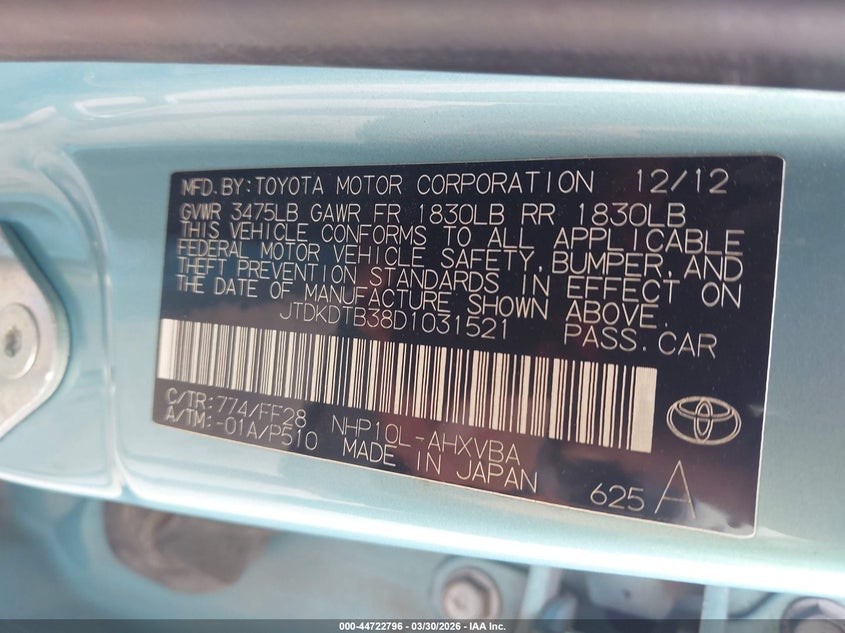 MFD. BY: TOYOTA MOTOR CORPORATION 12/12
GVWR 3475LB GAWR FR 1830LB RR 1830LB
THIS VEHICLE CONFORMS TO ALL APPLICABLE
FEDERAL MOTOR VEHICLE SAFETY, BUMPER, AND
THEFT PREVENTION STANDARDS IN EFFECT ON
THE DATE OF MANUFACTURE SHOWN ABOVE.
JTDKDTB38D1031521 PASS. CAR
C/TR: 774/FF28 NHP10L-AHXVBA
A/TM: -01A/P510 MADE IN JAPAN
625 A
000-44722796 — 03/30/2026 — IAA Inc.